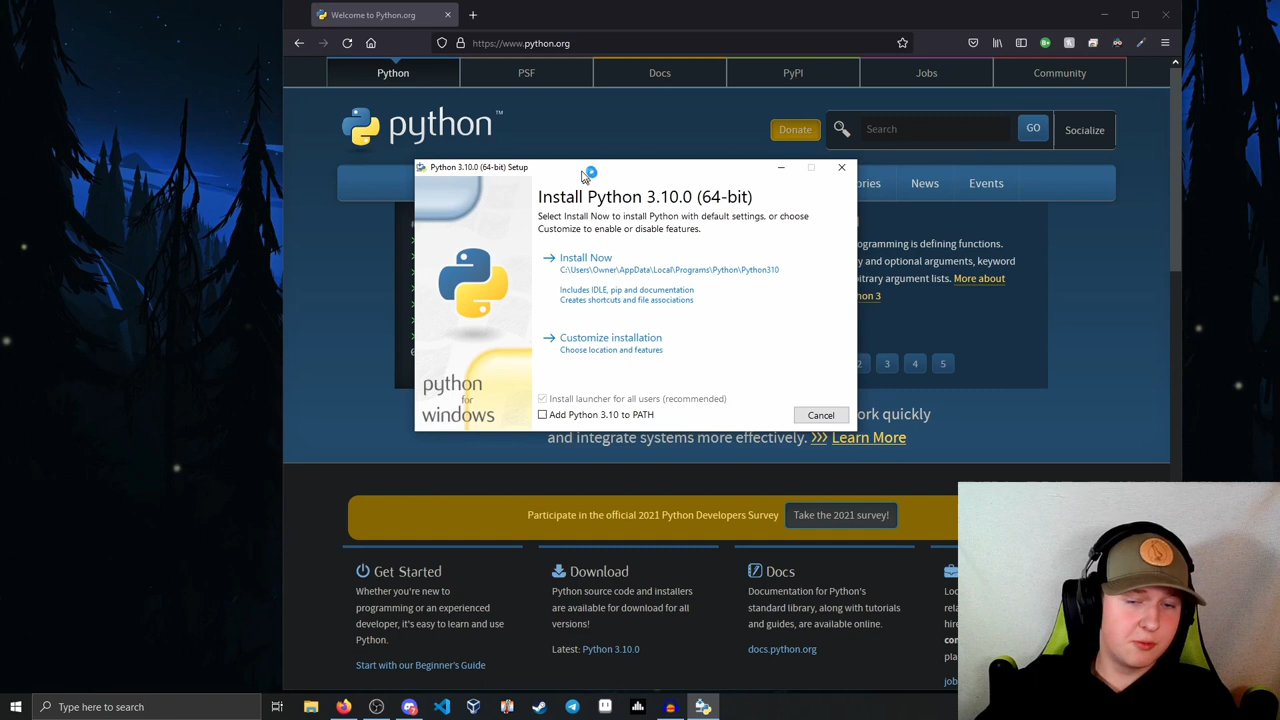 Welcome to Python.org
https://www.python.org
Python
PSF
Docs
PyPI
Jobs
Community
python™
Donate
Search
GO
Socialize
News
Events
Python 3.10.0 (64-bit) Setup
Install Python 3.10.0 (64-bit)
Select Install Now to install Python with default settings, or choose
Customize to enable or disable features.
Install Now
C:\Users\Owner\AppData\Local\Programs\Python\Python310
Includes IDLE, pip and documentation
Creates shortcuts and file associations
Customize installation
Choose location and features
Install launcher for all users (recommended)
Add Python 3.10 to PATH
Cancel
python
for
windows
is defining functions.
and optional arguments, keyword
argument lists. More about
3
2
3
4
5
quickly
and integrate systems more effectively. >>> Learn More
Participate in the official 2021 Python Developers Survey
Take the 2021 survey!
Get Started
Whether you're new to
programming or an experienced
developer, it's easy to learn and use
Python.
Start with our Beginner's Guide
Download
Python source code and installers
are available for download for all
versions!
Latest: Python 3.10.0
Docs
Documentation for Python's
standard library, along with tutorials
and guides, are available online.
docs.python.org
Type here to search